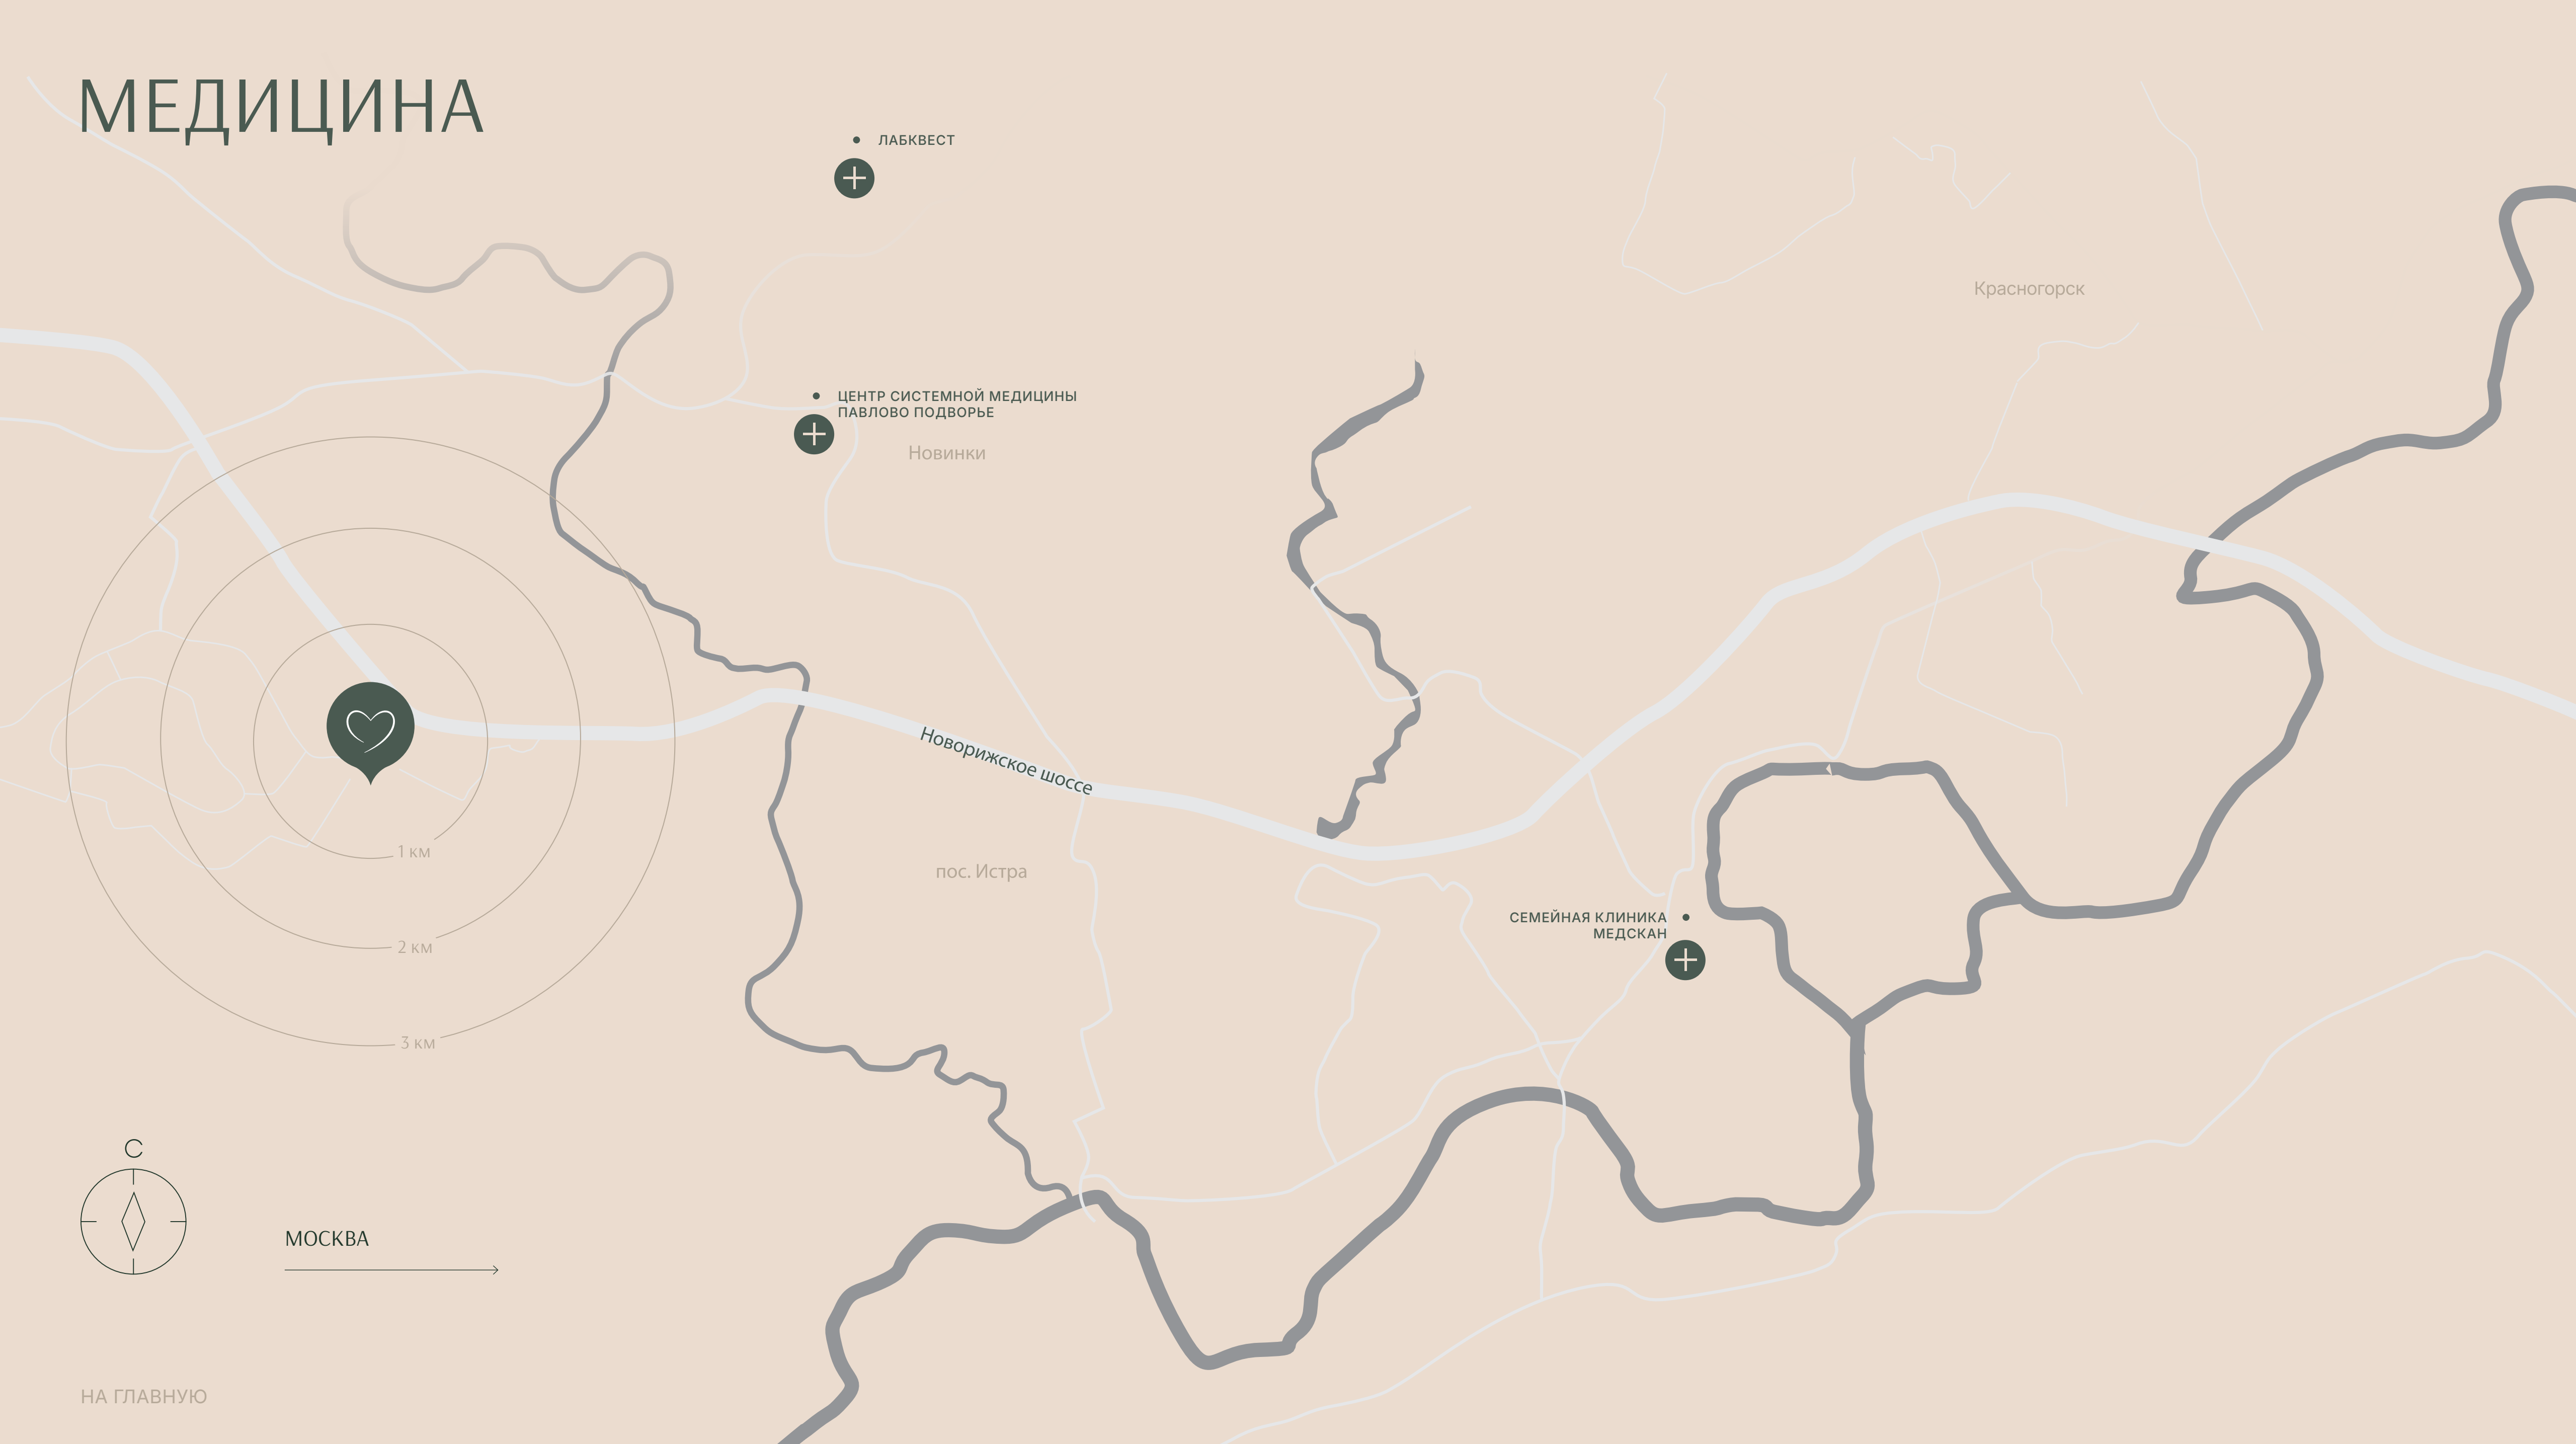 МЕДИЦИНА
ЛАБКВЕСТ
Красногорск
ЦЕНТР СИСТЕМНОЙ МЕДИЦИНЫ
ПАВЛОВО ПОДВОРЬЕ
Новинки
Новорижское шоссе
1 км
пос. Истра
СЕМЕЙНАЯ КЛИНИКА
МЕДСКАН
2 км
3 км
С
МОСКВА
НА ГЛАВНУЮ